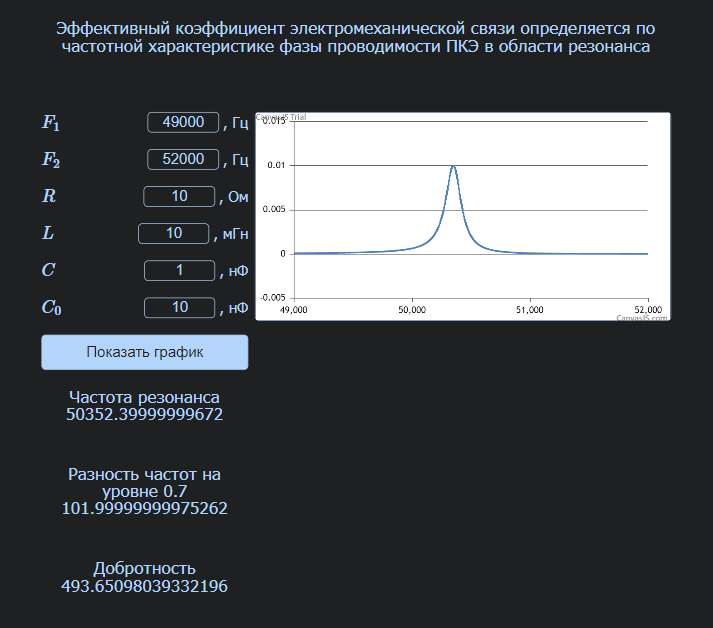 Эффективный коэффициент электромеханической связи определяется по
частотной характеристике фазы проводимости ПКЭ в области резонанса
F₁ 49000 , Гц
F₂ 52000 , Гц
R 10 , Ом
L 10 , мГн
C 1 , нФ
C₀ 10 , нФ
CanvasJS Trial
0.015
0.01
0.005
0
-0.005
49,000 50,000 51,000 52,000
CanvasJS.com
Показать график
Частота резонанса
50352.39999999672
Разность частот на
уровне 0.7
101.99999999975262
Добротность
493.65098039332196